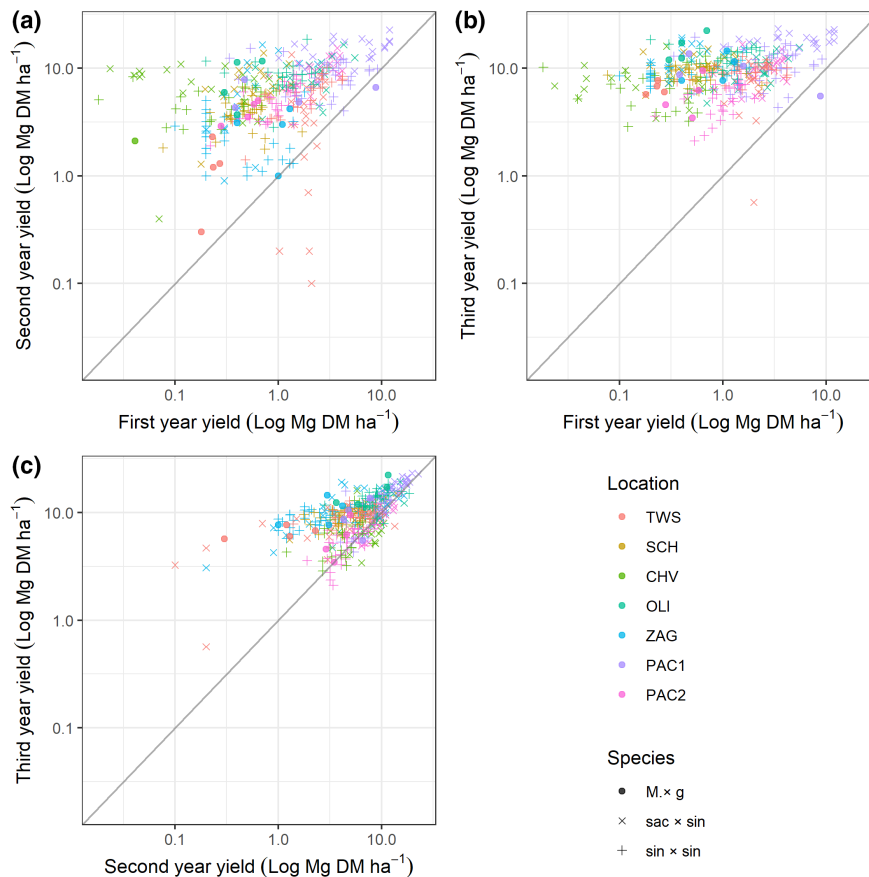 (a)
Second year yield (Log Mg DM ha⁻¹)
10.0
1.0
0.1
0.1 1.0 10.0
First year yield (Log Mg DM ha⁻¹)
(b)
Third year yield (Log Mg DM ha⁻¹)
10.0
1.0
0.1
0.1 1.0 10.0
First year yield (Log Mg DM ha⁻¹)
(c)
Third year yield (Log Mg DM ha⁻¹)
10.0
1.0
0.1
0.1 1.0 10.0
Second year yield (Log Mg DM ha⁻¹)
Location
TWS
SCH
CHV
OLI
ZAG
PAC1
PAC2
Species
M.× g
sac × sin
sin × sin